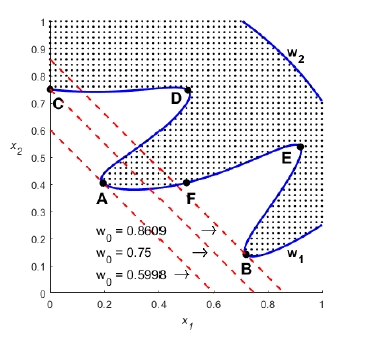 1
0.9
w₂
0.8
C
D
0.7
0.6
x₂
0.5
E
0.4
A
F
0.3
w₀ = 0.8609 →
0.2
w₀ = 0.75 →
B
w₁
0.1
w₀ = 0.5998 →
0
0 0.2 0.4 0.6 0.8 1
x₁